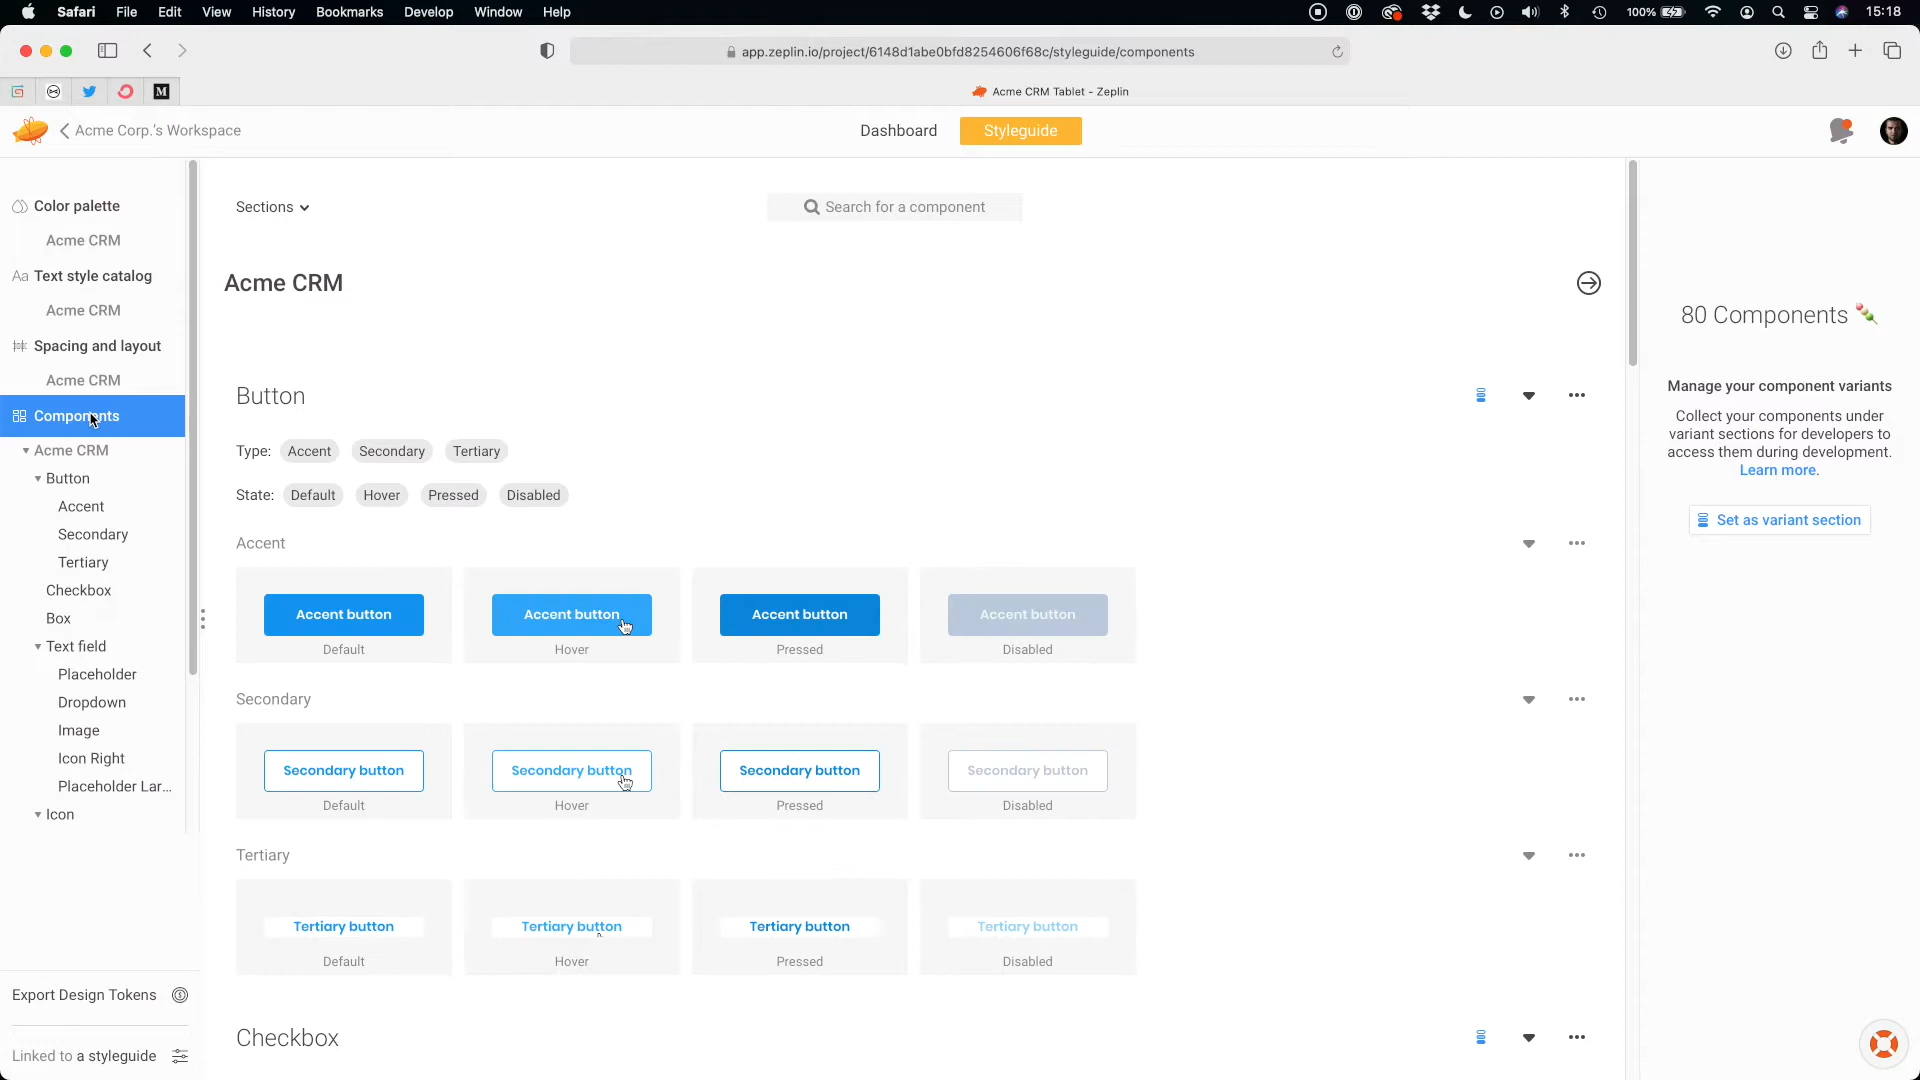 Safari File Edit View History Bookmarks Develop Window Help 100% 15:18
app.zeplin.io/project/6148d1abe0bfd8254606f68c/styleguide/components
Acme CRM Tablet - Zeplin
Acme Corp.'s Workspace
Dashboard
Styleguide
Color palette
Acme CRM
Aa Text style catalog
Acme CRM
Spacing and layout
Acme CRM
Components
Acme CRM
Button
Accent
Secondary
Tertiary
Checkbox
Box
Text field
Placeholder
Dropdown
Image
Icon Right
Placeholder Lar...
Icon
Export Design Tokens
Linked to a styleguide
Sections
Search for a component
Acme CRM
Button
Type: Accent Secondary Tertiary
State: Default Hover Pressed Disabled
Accent
Accent button Accent button Accent button Accent button
Default Hover Pressed Disabled
Secondary
Secondary button Secondary button Secondary button Secondary button
Default Hover Pressed Disabled
Tertiary
Tertiary button Tertiary button Tertiary button Tertiary button
Default Hover Pressed Disabled
Checkbox
80 Components
Manage your component variants
Collect your components under
variant sections for developers to
access them during development.
Learn more.
Set as variant section